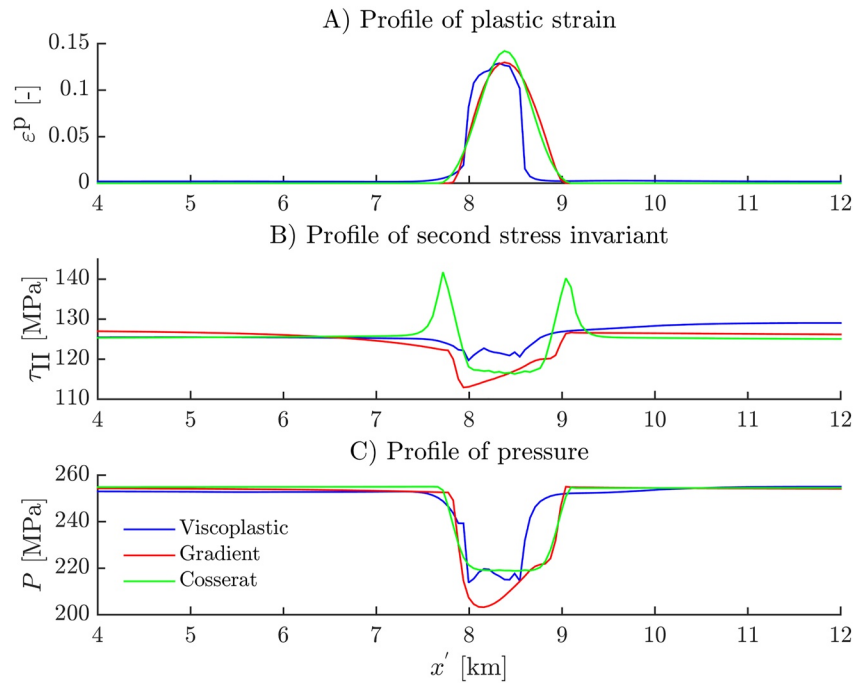 A) Profile of plastic strain
εᵖ [-]
0.15
0.1
0.05
0
4 5 6 7 8 9 10 11 12
B) Profile of second stress invariant
τII [MPa]
140
130
120
110
4 5 6 7 8 9 10 11 12
C) Profile of pressure
P [MPa]
260
240
220
200
Viscoplastic
Gradient
Cosserat
4 5 6 7 8 9 10 11 12
x′ [km]